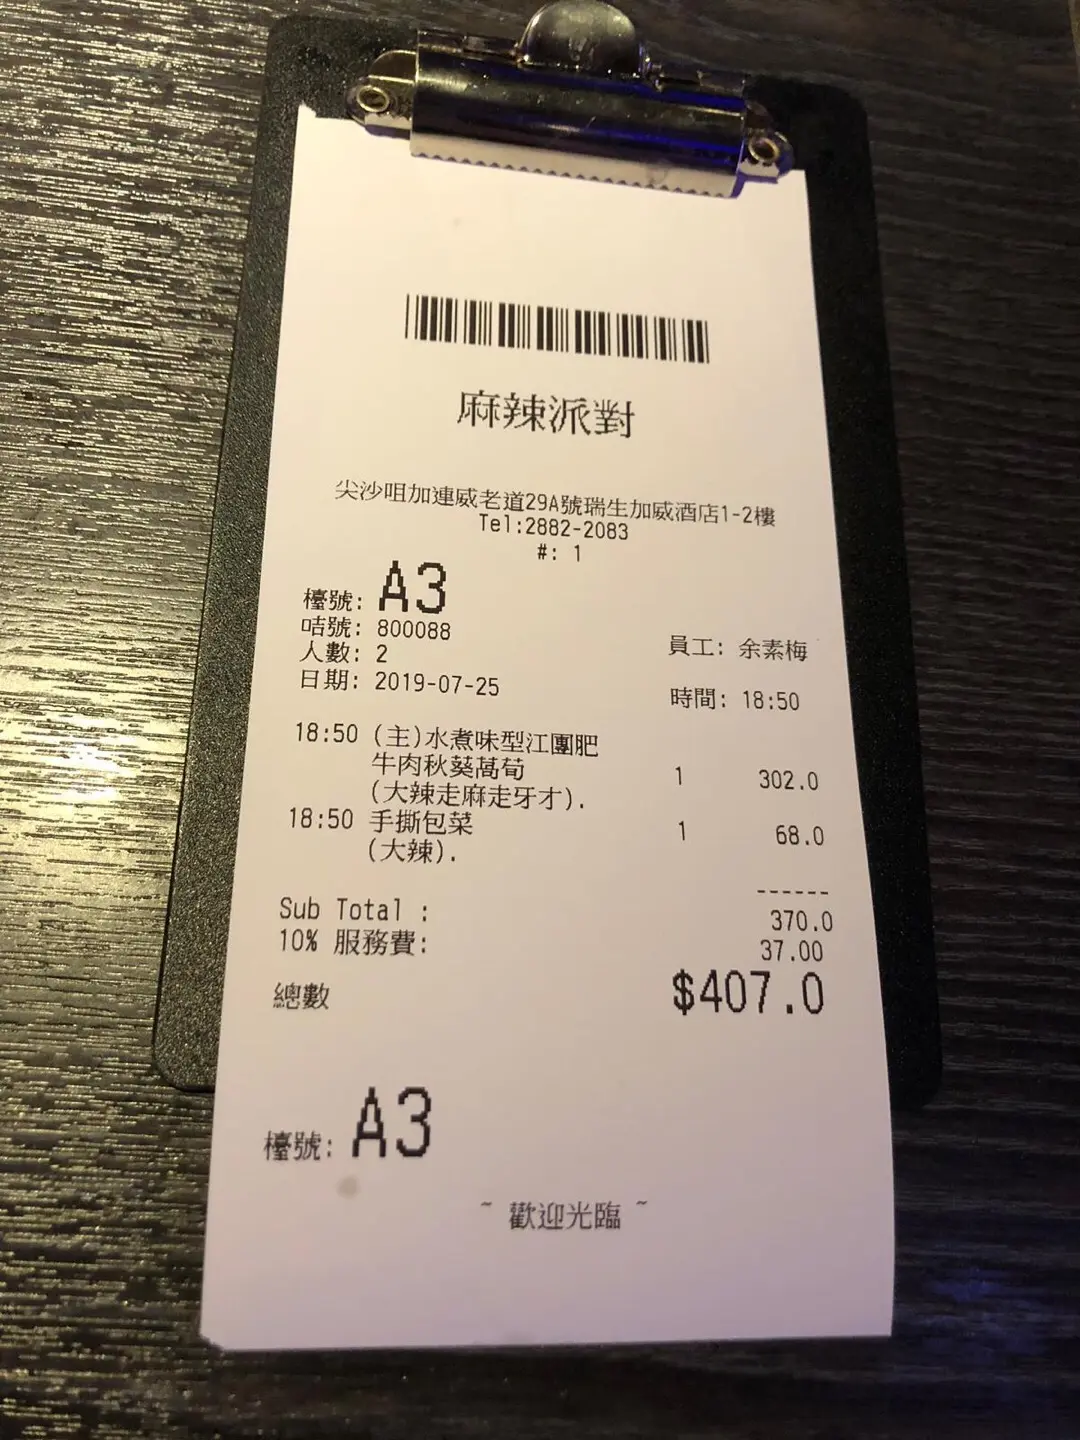 麻辣派對
尖沙咀加連威老道29A號瑞生加威酒店1-2樓
Tel:2882-2083
#: 1
檯號: A3
咭號: 800088
人數: 2 員工: 余素梅
日期: 2019-07-25 時間: 18:50
18:50 (主)水煮味型江團肥
牛肉秋葵萵荀 1 302.0
(大辣走麻走牙才).
18:50 手撕包菜 1 68.0
(大辣).
------
Sub Total : 370.0
10% 服務費: 37.00
總數 $407.0
檯號: A3
~ 歡迎光臨 ~